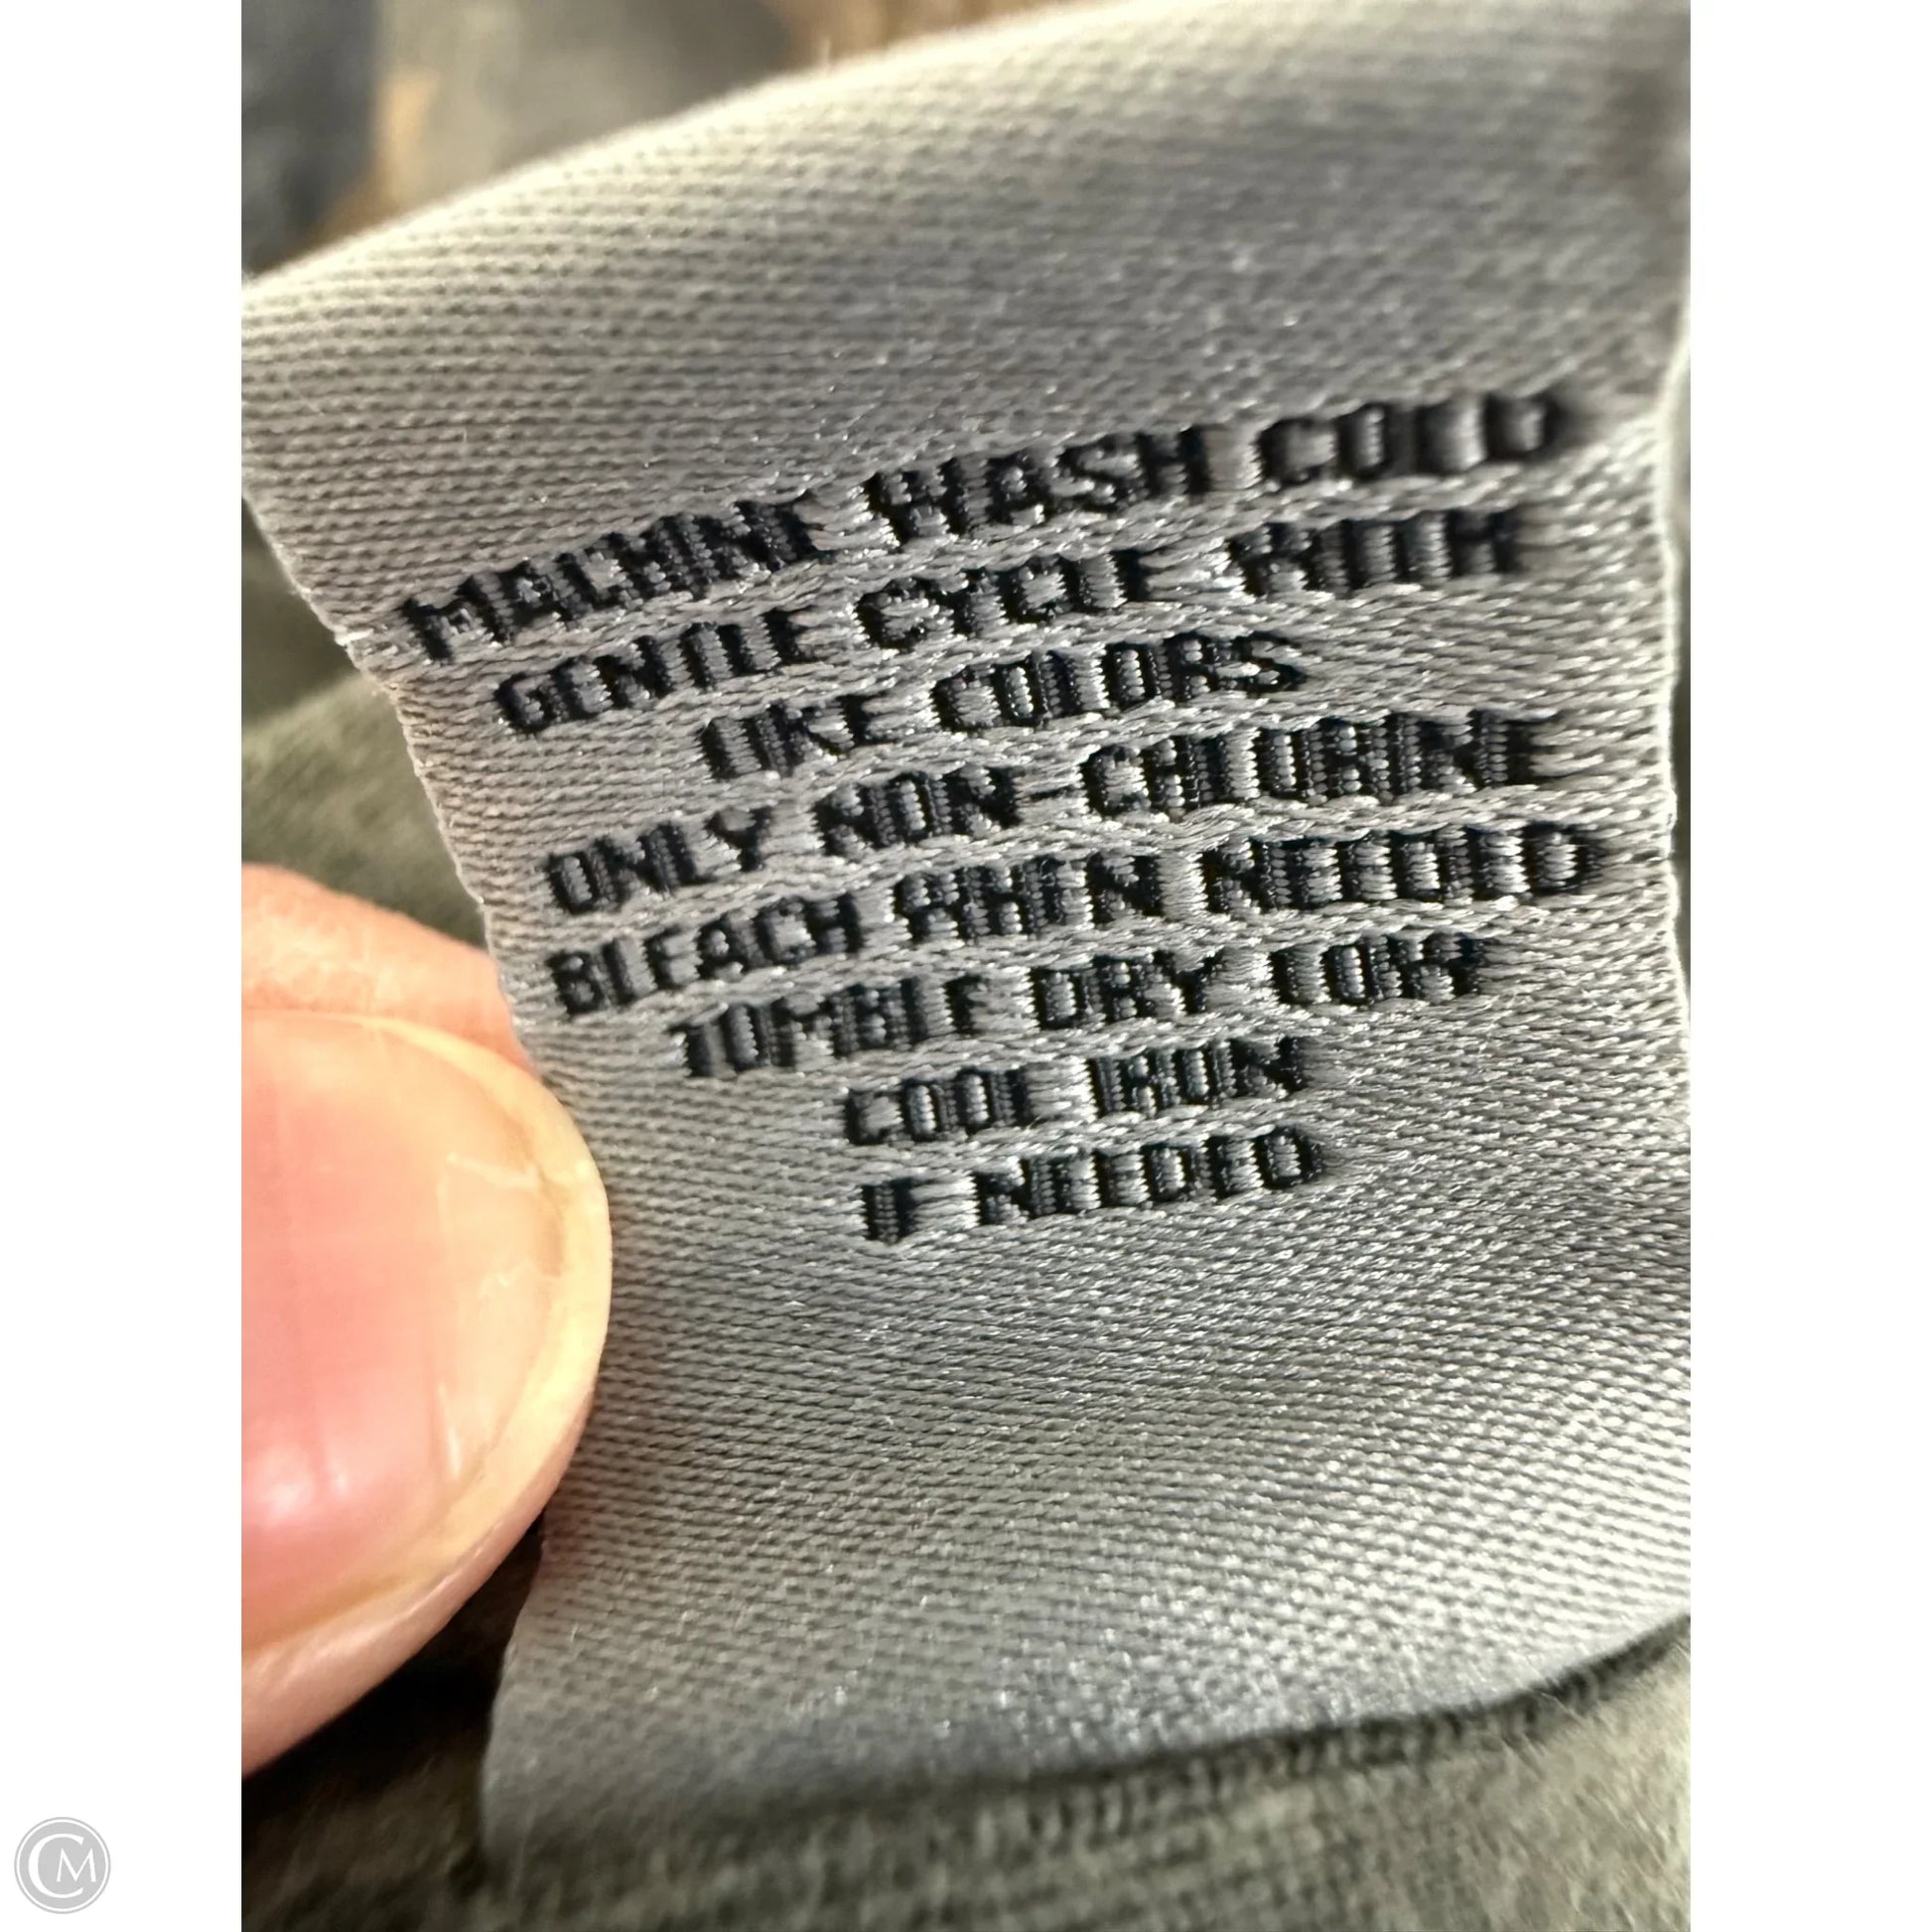 MACHINE WASH COLD
GENTLE CYCLE WITH
LIKE COLORS
ONLY NON-CHLORINE
BLEACH WHEN NEEDED
TUMBLE DRY LOW
COOL IRON
IF NEEDED
CM